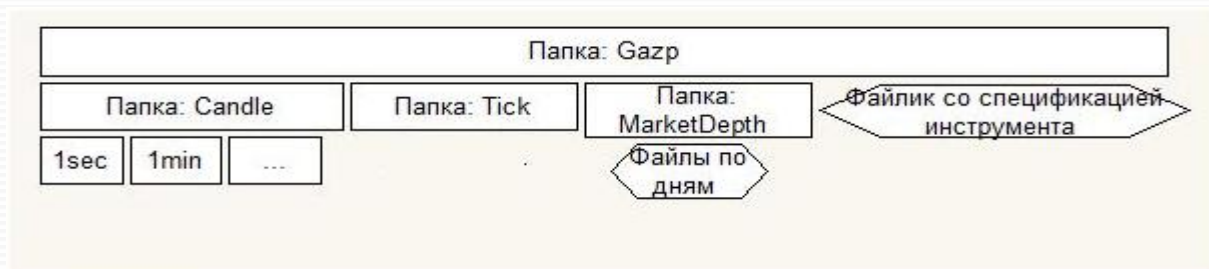 Папка: Gazp
Папка: Candle
Папка: Tick
Папка:
MarketDepth
Файлик со спецификацией
инструмента
1sec
1min
...
Файлы по
дням